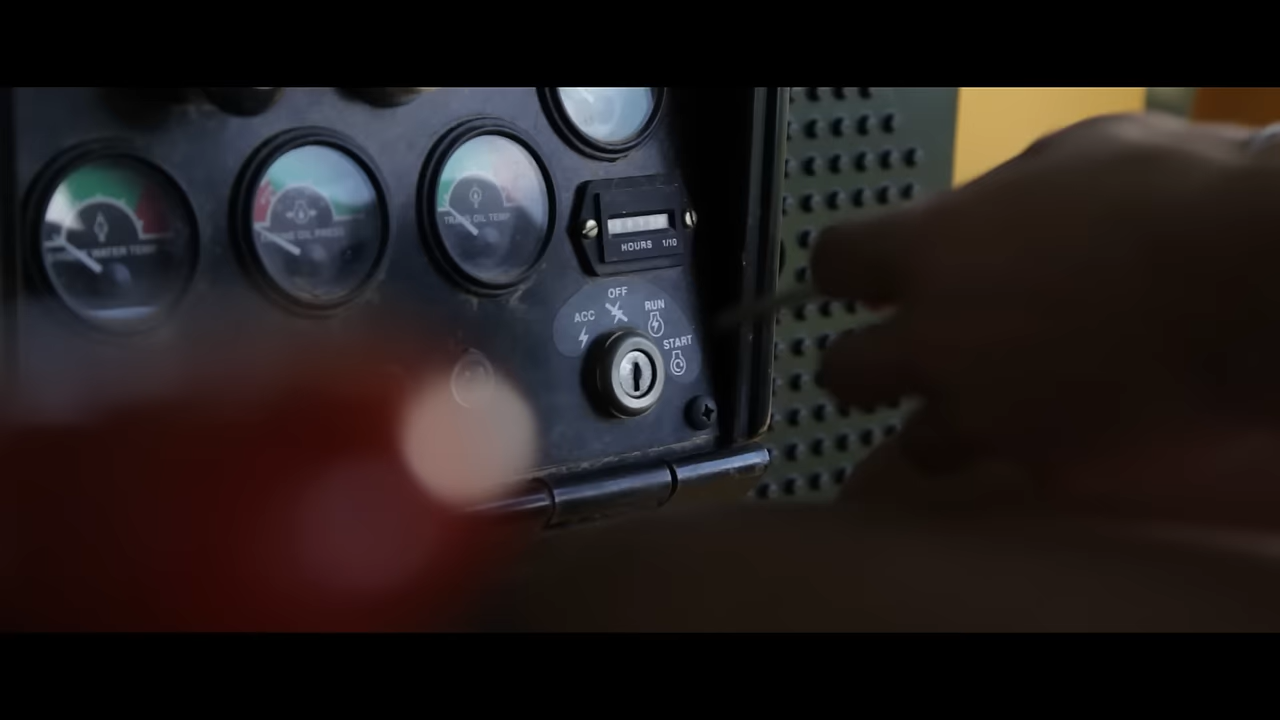 WATER TEMP
OIL PRESS
TRANS OIL TEMP
HOURS 1/10
OFF
ACC
RUN
START